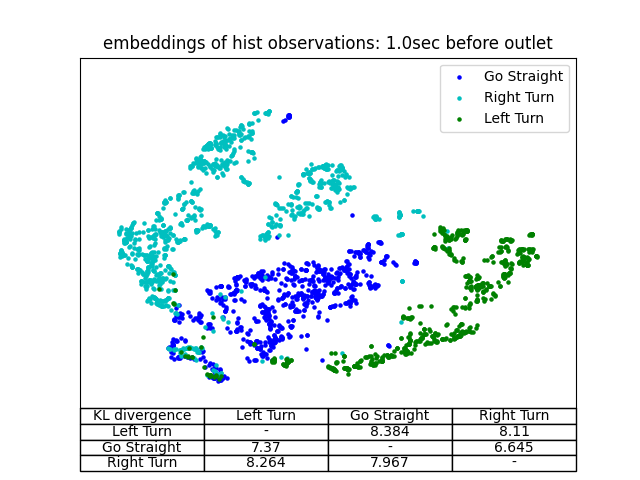 embeddings of hist observations: 1.0sec before outlet
Go Straight
Right Turn
Left Turn
KL divergence Left Turn Go Straight Right Turn
Left Turn - 8.384 8.11
Go Straight 7.37 - 6.645
Right Turn 8.264 7.967 -